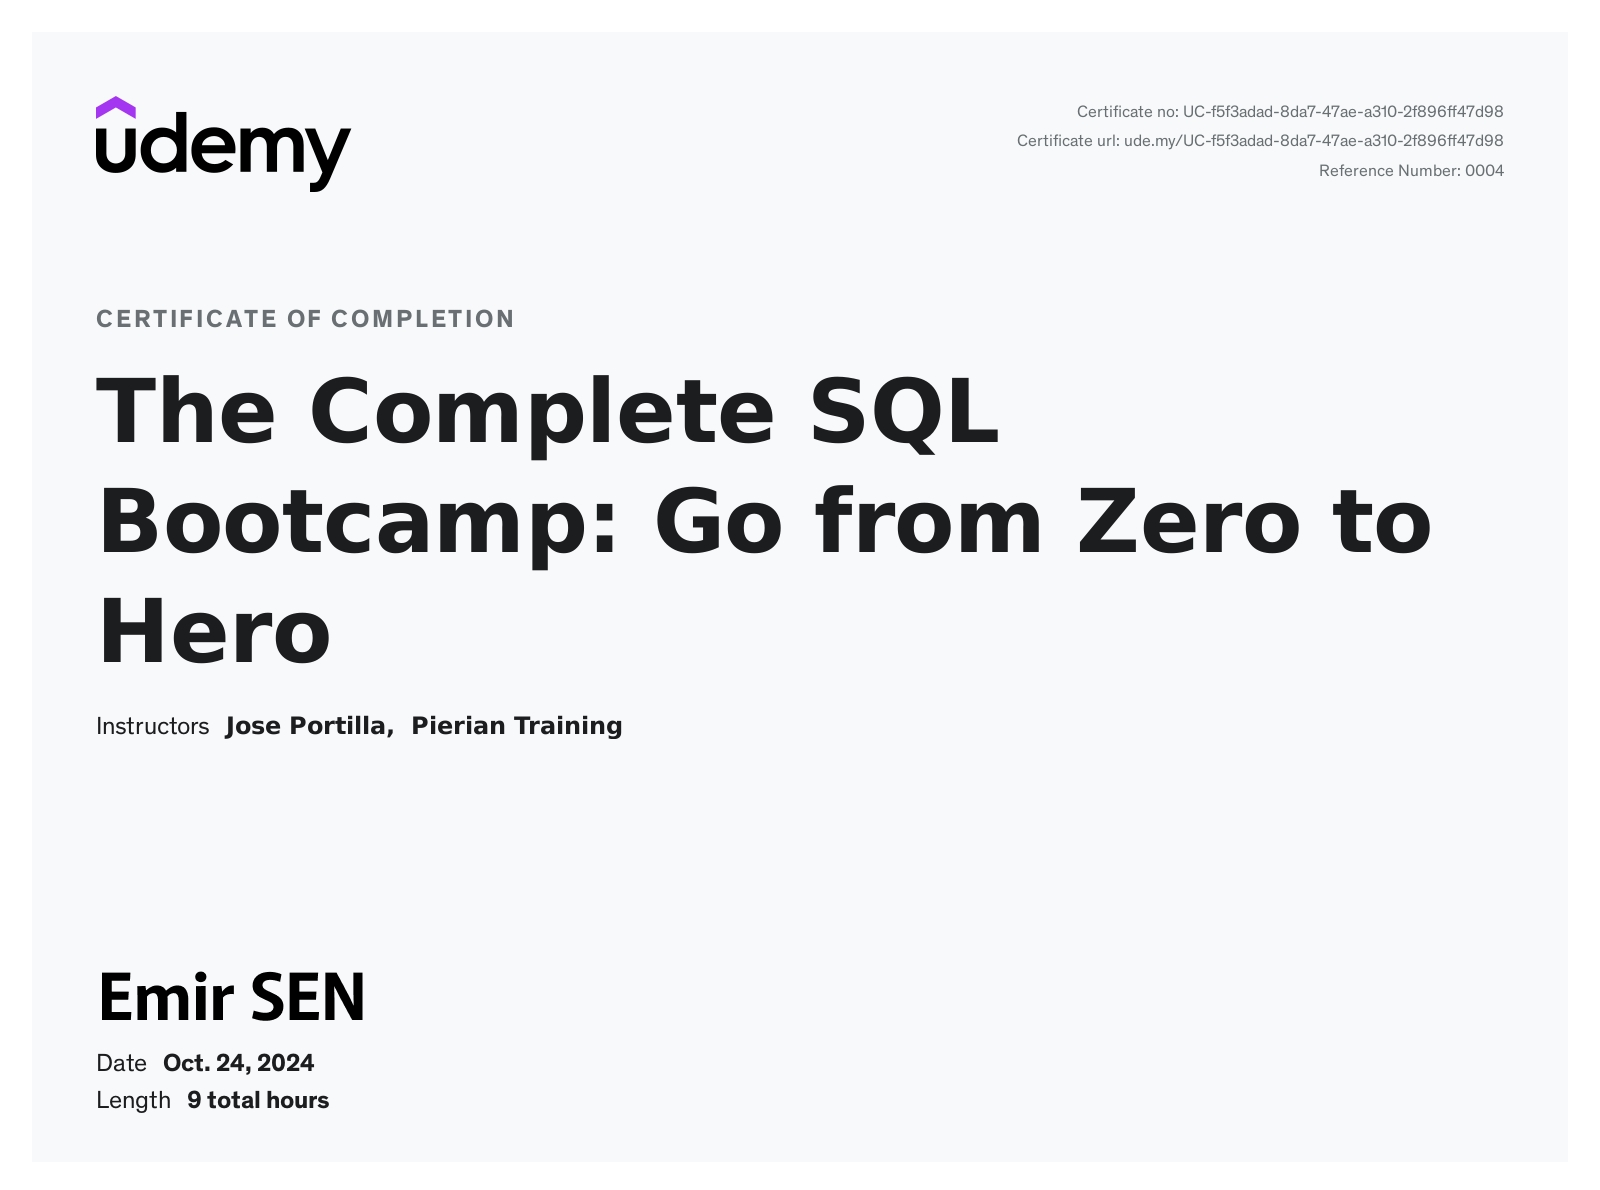 udemy
Certificate no: UC-f5f3adad-8da7-47ae-a310-2f896ff47d98
Certificate url: ude.my/UC-f5f3adad-8da7-47ae-a310-2f896ff47d98
Reference Number: 0004
CERTIFICATE OF COMPLETION
The Complete SQL
Bootcamp: Go from Zero to
Hero
Instructors Jose Portilla, Pierian Training
Emir SEN
Date Oct. 24, 2024
Length 9 total hours